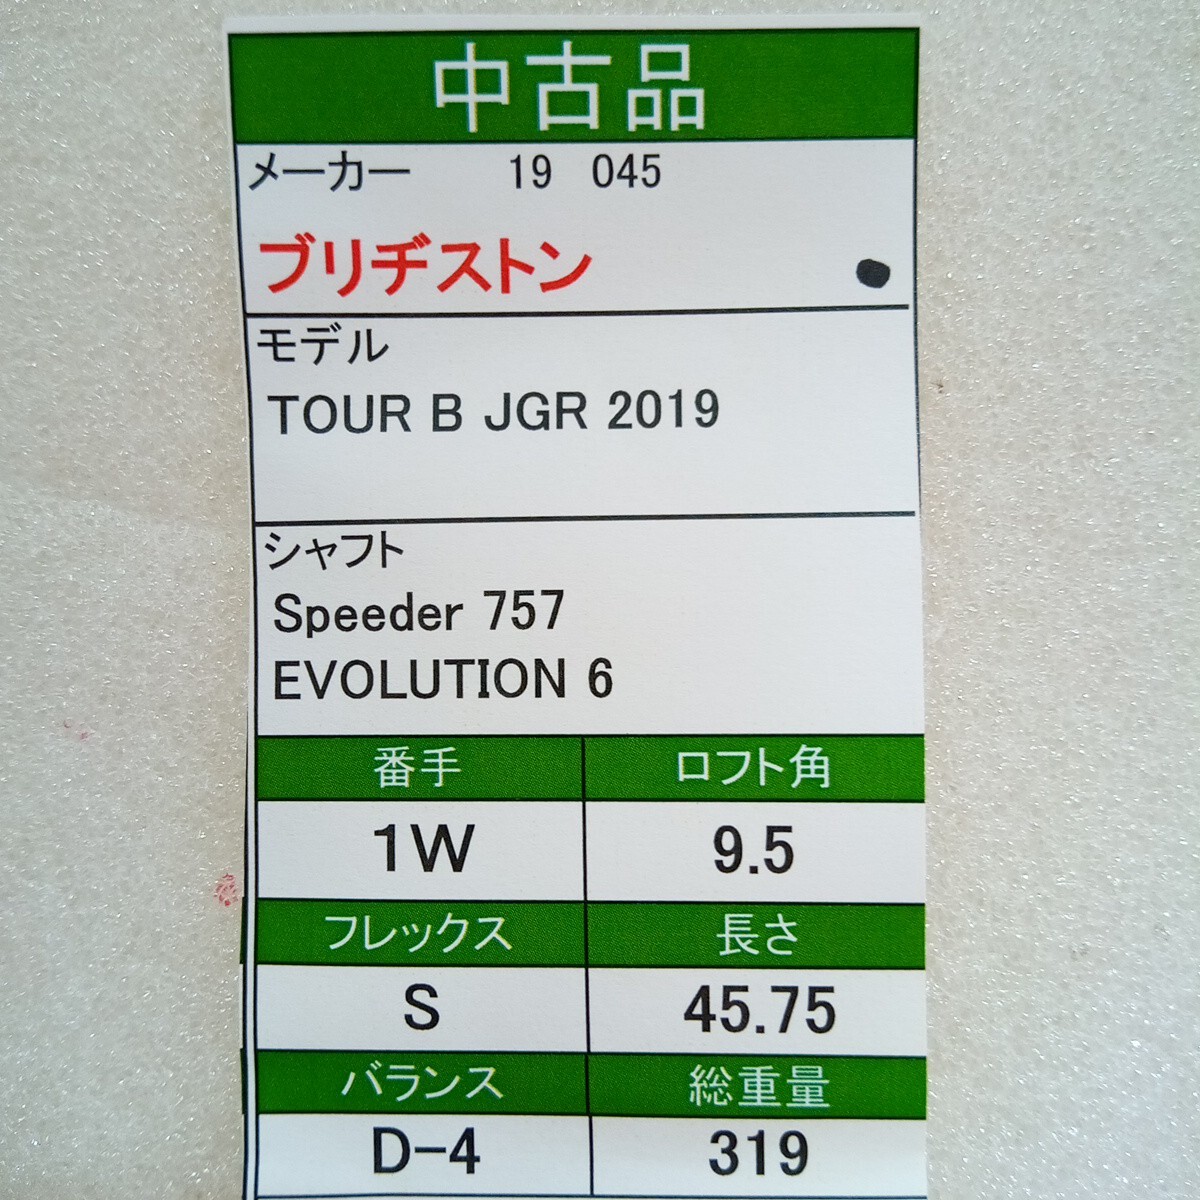 中古品
メーカー 19 045
ブリヂストン
モデル
TOUR B JGR 2019
シャフト
Speeder 757
EVOLUTION 6
番手 ロフト角
1W 9.5
フレックス 長さ
S 45.75
バランス 総重量
D-4 319